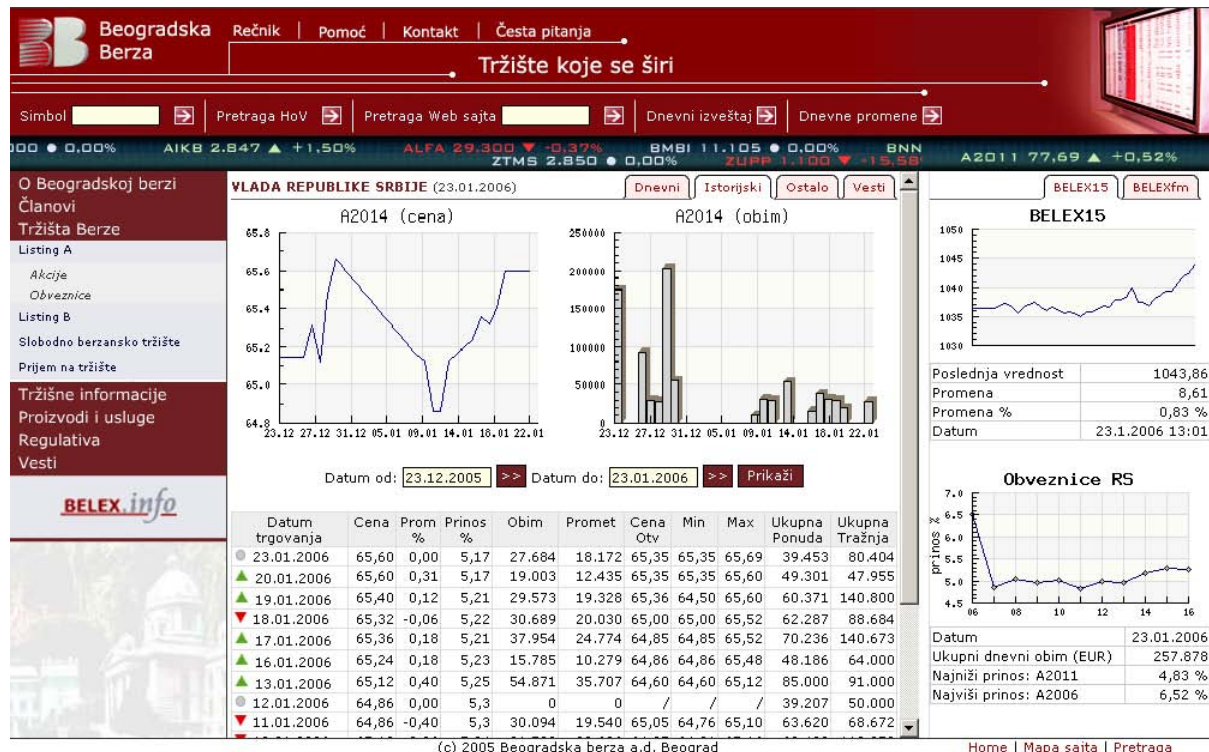 Beogradska
Berza
Rečnik | Pomoć | Kontakt | Česta pitanja
Tržište koje se širi
Simbol
Pretraga HoV
Pretraga Web sajta
Dnevni izveštaj
Dnevne promene
● 0,00% AIKB 2.847 ▲ +1,50% ALFA 29.300 ▼ -0,37% BMBI 11.105 ● 0,00% BNN
ZTMS 2.850 ● 0,00% ZUPP 1.100 ▼ -15,58
A2011 77,69 ▲ +0,52%
O Beogradskoj berzi
Članovi
Tržišta Berze
Listing A
Akcije
Obveznice
Listing B
Slobodno berzansko tržište
Prijem na tržište
Tržišne informacije
Proizvodi i usluge
Regulativa
Vesti
BELEX.info
VLADA REPUBLIKE SRBIJE (23.01.2006)
Dnevni Istorijski Ostalo Vesti
A2014 (cena)
65.8
65.6
65.4
65.2
65.0
64.8
23.12 27.12 31.12 05.01 09.01 14.01 18.01 22.01
A2014 (obim)
250000
200000
150000
100000
50000
0
23.12 27.12 31.12 05.01 09.01 14.01 18.01 22.01
Datum od: 23.12.2005 >> Datum do: 23.01.2006 >> Prikaži
Datum trgovanja Cena Prom % Prinos % Obim Promet Cena Otv Min Max Ukupna Ponuda Ukupna Tražnja
23.01.2006 65,60 0,00 5,17 27.684 18.172 65,35 65,35 65,69 39.453 80.404
20.01.2006 65,60 0,31 5,17 19.003 12.435 65,35 65,35 65,60 49.301 47.955
19.01.2006 65,40 0,12 5,21 29.573 19.328 65,36 64,50 65,60 60.371 140.800
18.01.2006 65,32 -0,06 5,22 30.689 20.030 65,00 65,00 65,52 62.287 88.684
17.01.2006 65,36 0,18 5,21 37.954 24.774 64,85 64,85 65,52 70.236 140.673
16.01.2006 65,24 0,18 5,23 15.785 10.279 64,86 64,86 65,48 48.186 64.000
13.01.2006 65,12 0,40 5,25 54.871 35.707 64,60 64,60 65,12 85.000 91.000
12.01.2006 64,86 0,00 5,3 0 0 / / / 39.207 50.000
11.01.2006 64,86 -0,40 5,3 30.094 19.540 65,05 64,76 65,10 63.620 68.672
BELEX15 BELEXfm
BELEX15
1050
1045
1040
1035
1030
Poslednja vrednost 1043,86
Promena 8,61
Promena % 0,83 %
Datum 23.1.2006 13:01
Obveznice RS
prinos %
7.0
6.5
6.0
5.5
5.0
4.5
06 08 10 12 14 16
Datum 23.01.2006
Ukupni dnevni obim (EUR) 257.878
Najniži prinos: A2011 4,83 %
Najviši prinos: A2006 6,52 %
(c) 2005 Beogradska berza a.d. Beograd
Home | Mapa sajta | Pretraga